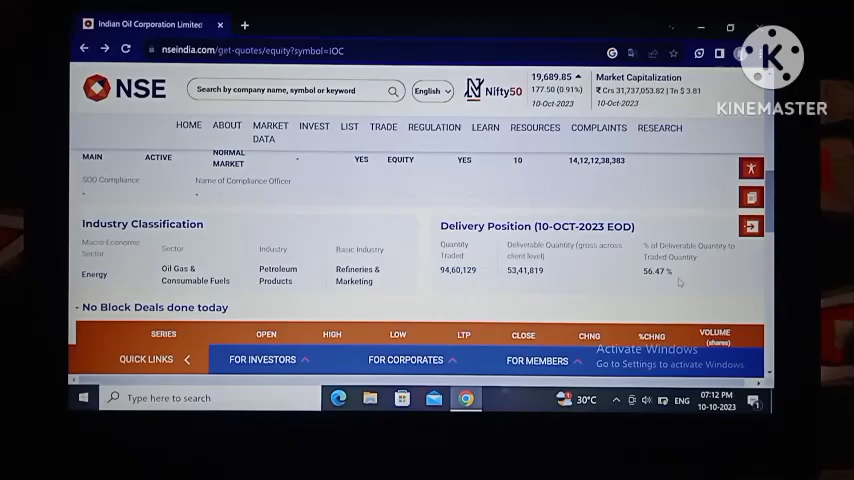 Indian Oil Corporation Limited
nseindia.com/get-quotes/equity?symbol=IOC
KINEMASTER
NSE
Search by company name, symbol or keyword
English
Nifty50
19,689.85
177.50 (0.91%)
10-Oct-2023
Market Capitalization
₹ Crs 31,737,053.82 | Tn $ 3.81
10-Oct-2023
HOME ABOUT MARKET DATA INVEST LIST TRADE REGULATION LEARN RESOURCES COMPLAINTS RESEARCH
MAIN ACTIVE NORMAL MARKET - YES EQUITY YES 10 14,12,12,38,383
SDD Compliance Name of Compliance Officer
- -
Industry Classification
Macro-Economic Sector Sector Industry Basic Industry
Energy Oil Gas & Consumable Fuels Petroleum Products Refineries & Marketing
Delivery Position (10-OCT-2023 EOD)
Quantity Traded Deliverable Quantity (gross across client level) % of Deliverable Quantity to Traded Quantity
94,60,129 53,41,819 56.47 %
- No Block Deals done today
SERIES OPEN HIGH LOW LTP CLOSE CHNG %CHNG VOLUME (shares)
QUICK LINKS FOR INVESTORS FOR CORPORATES FOR MEMBERS
Activate Windows
Go to Settings to activate Windows
Type here to search
30°C
ENG
07:12 PM
10-10-2023